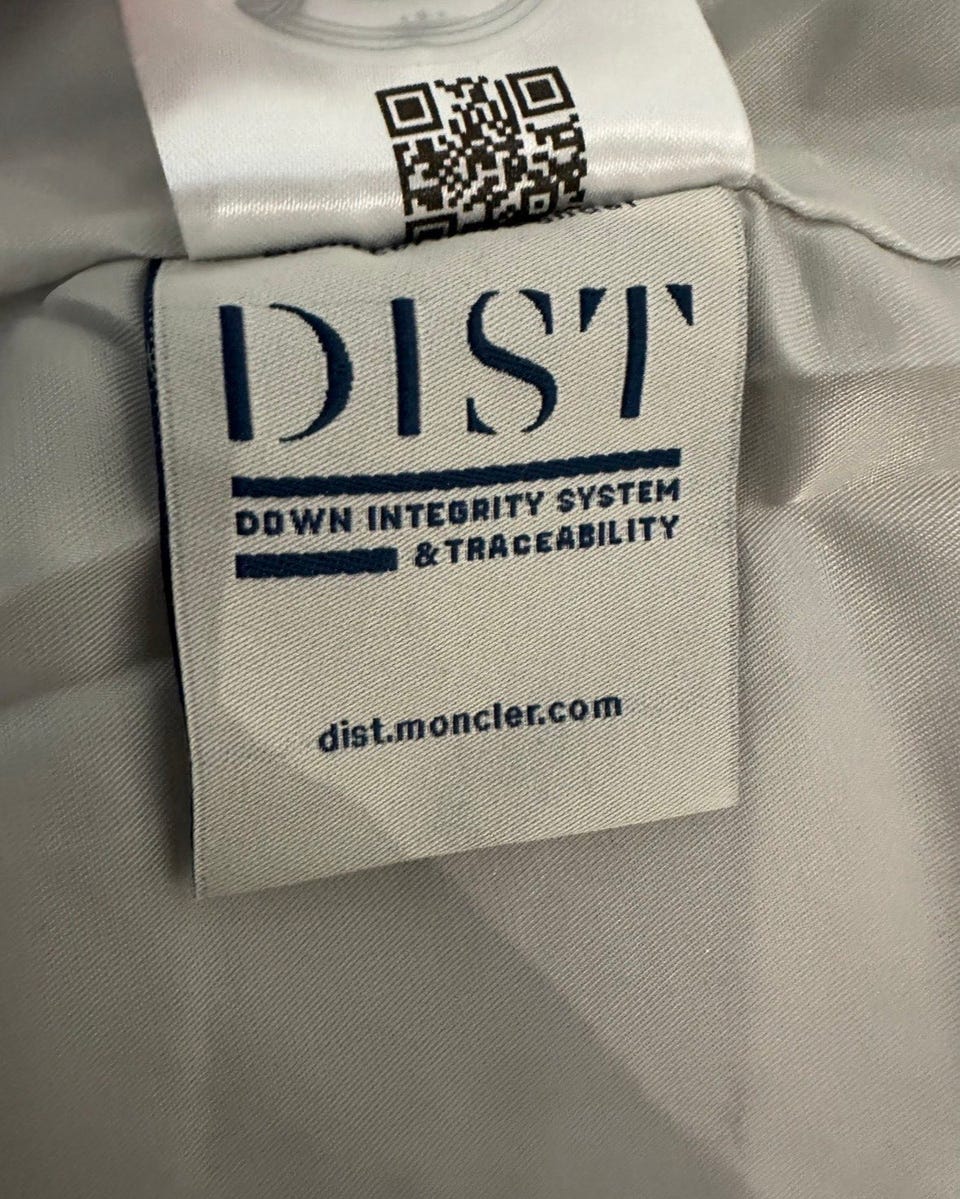 DIST
DOWN INTEGRITY SYSTEM
& TRACEABILITY
dist.moncler.com